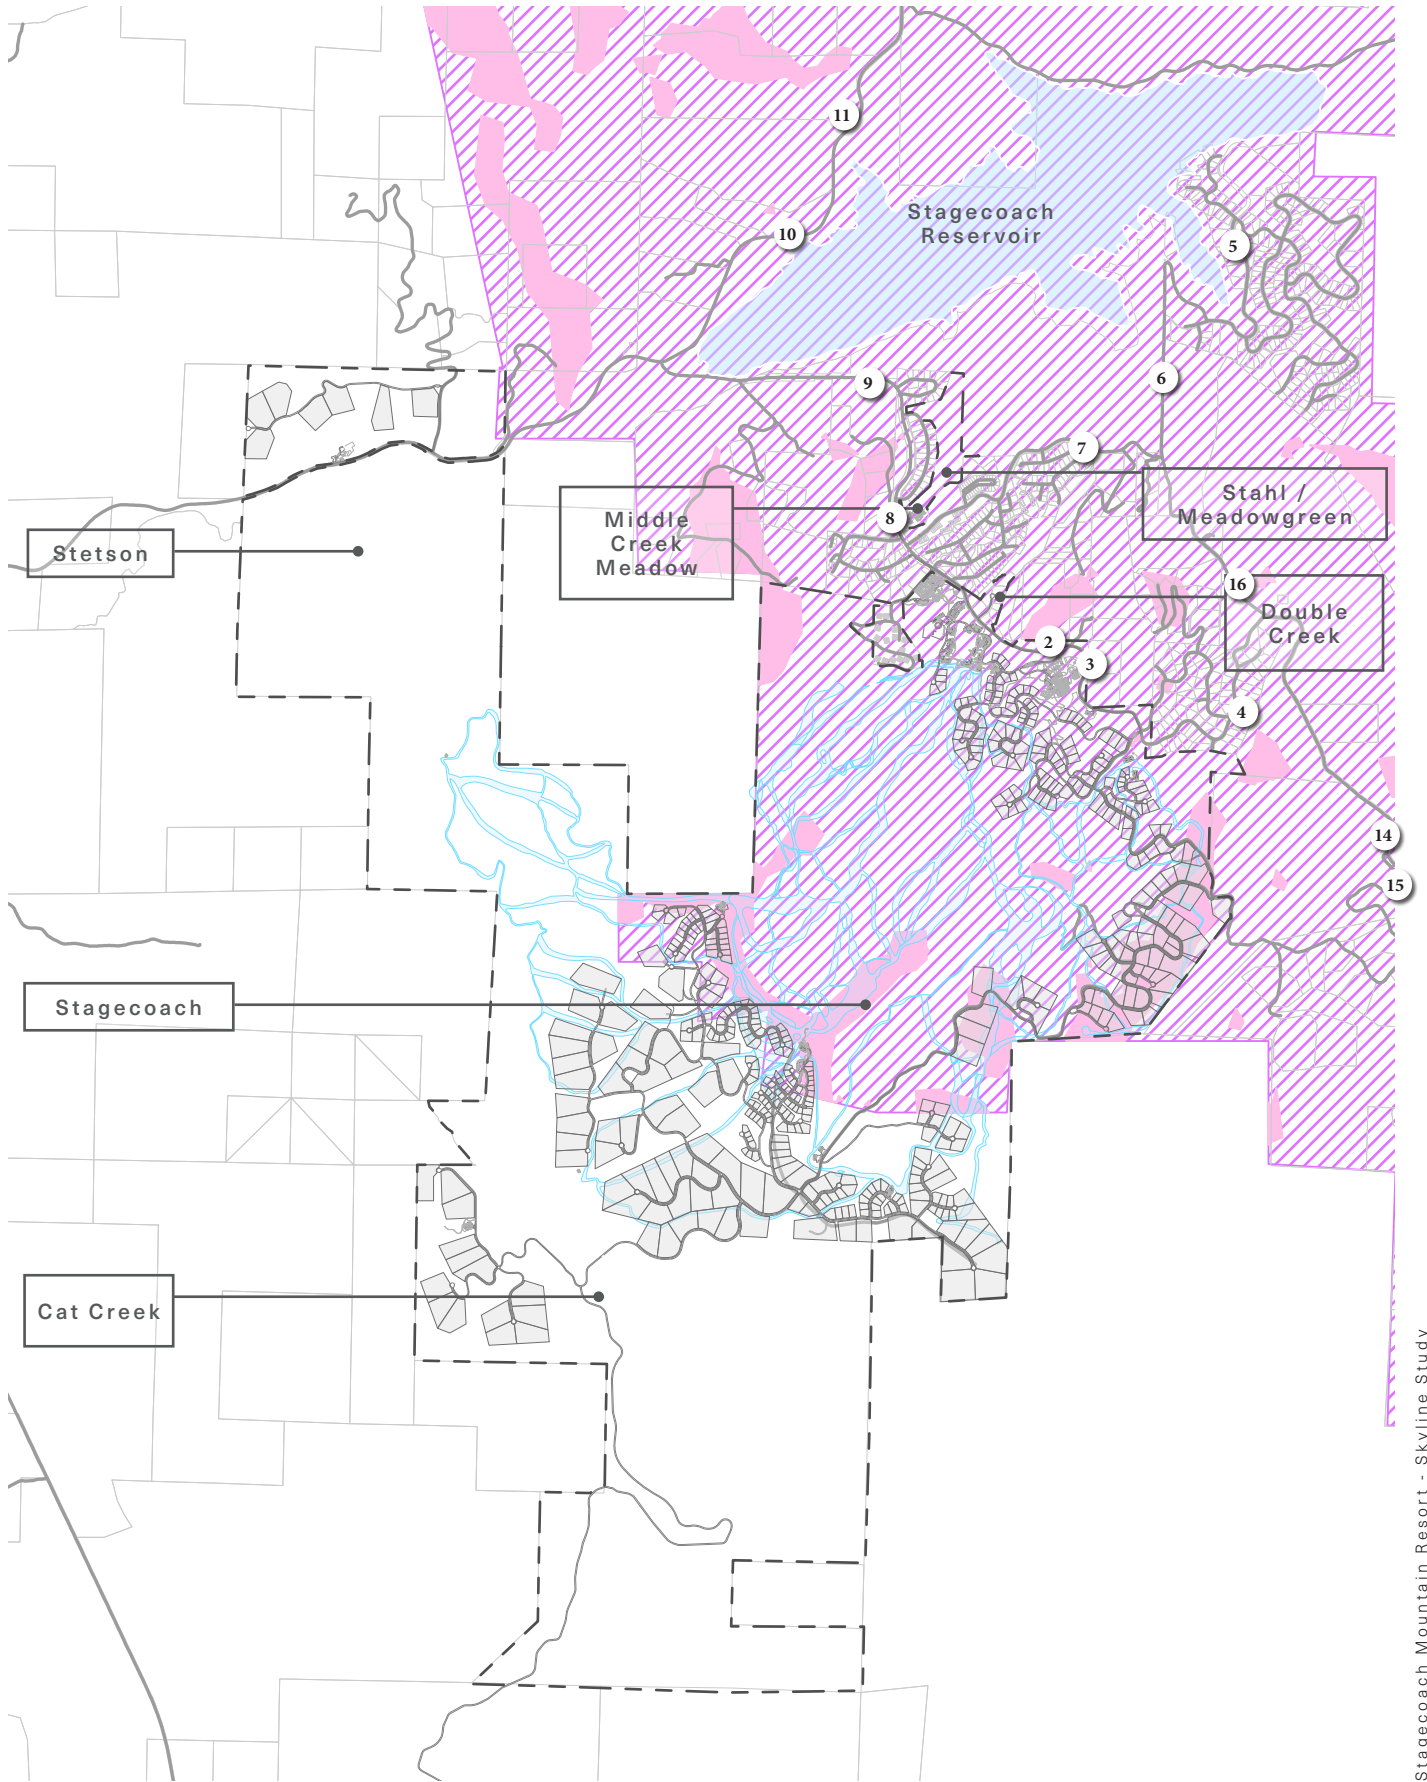 11
Stagecoach
Reservoir
10
5
6
9
7
Stahl /
Meadowgreen
Middle
Creek
Meadow
8
Stetson
16
Double
Creek
2
3
4
14
15
Stagecoach
Cat Creek
Stagecoach Mountain Resort - Skyline Study